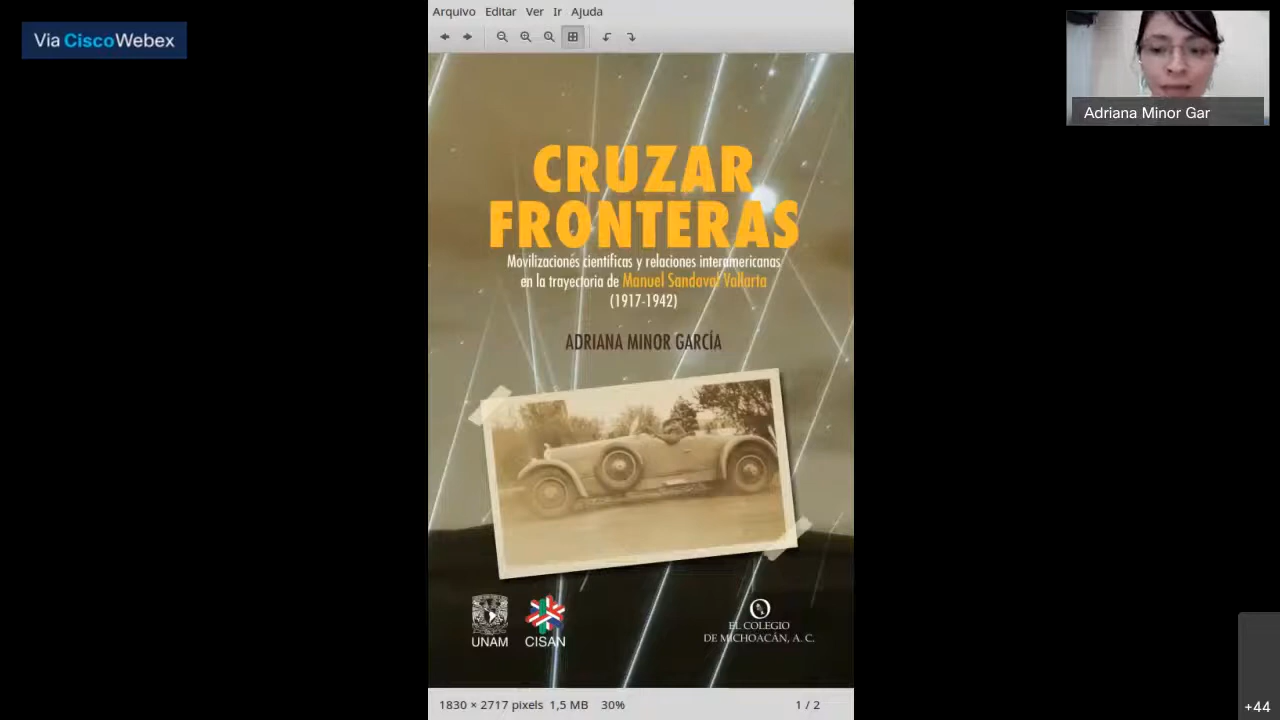 Via CiscoWebex
Arquivo Editar Ver Ir Ajuda
Adriana Minor Gar
CRUZAR
FRONTERAS
Movilizaciones científicas y relaciones interamericanas
en la trayectoria de Manuel Sandoval Vallarta
(1917-1942)
ADRIANA MINOR GARCÍA
UNAM
CISAN
EL COLEGIO
DE MICHOACÁN, A. C.
1830 × 2717 pixels 1,5 MB 30%
1 / 2
+44